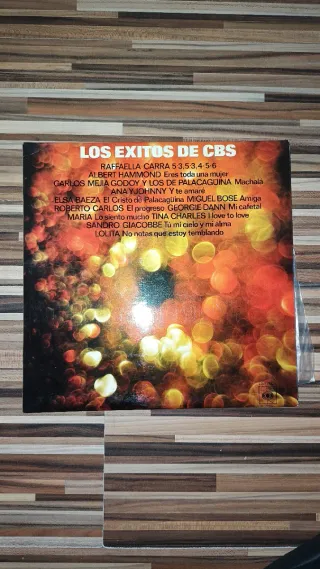 LOS EXITOS DE CBS
RAFFAELLA CARRA 5-3,5-3,4-5-6
ALBERT HAMMOND Eres toda una mujer
CARLOS MEJIA GODOY Y LOS DE PALACAGÜINA Machaia
ANA Y JOHNNY Y te amaré
ELSA BAEZA El Cristo de Palacagüina MIGUEL BOSE Amiga
ROBERTO CARLOS El progreso GEORGIE DANN Mi cafetal
MARIA Lo siento mucho TINA CHARLES I love to love
SANDRO GIACOBBE Tu mi cielo y mi alma
LOLITA No notas que estoy temblando
CBS